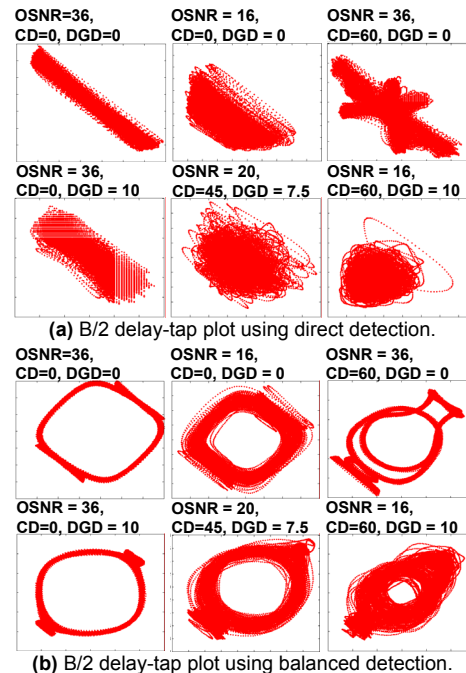 OSNR=36, OSNR = 16, OSNR = 36,
CD=0, DGD=0 CD=0, DGD = 0 CD=60, DGD = 0
OSNR = 36, OSNR = 20, OSNR = 16,
CD=0, DGD = 10 CD=45, DGD = 7.5 CD=60, DGD = 10
(a) B/2 delay-tap plot using direct detection.
OSNR=36, OSNR = 16, OSNR = 36,
CD=0, DGD=0 CD=0, DGD = 0 CD=60, DGD = 0
OSNR = 36, OSNR = 20, OSNR = 16,
CD=0, DGD = 10 CD=45, DGD = 7.5 CD=60, DGD = 10
(b) B/2 delay-tap plot using balanced detection.